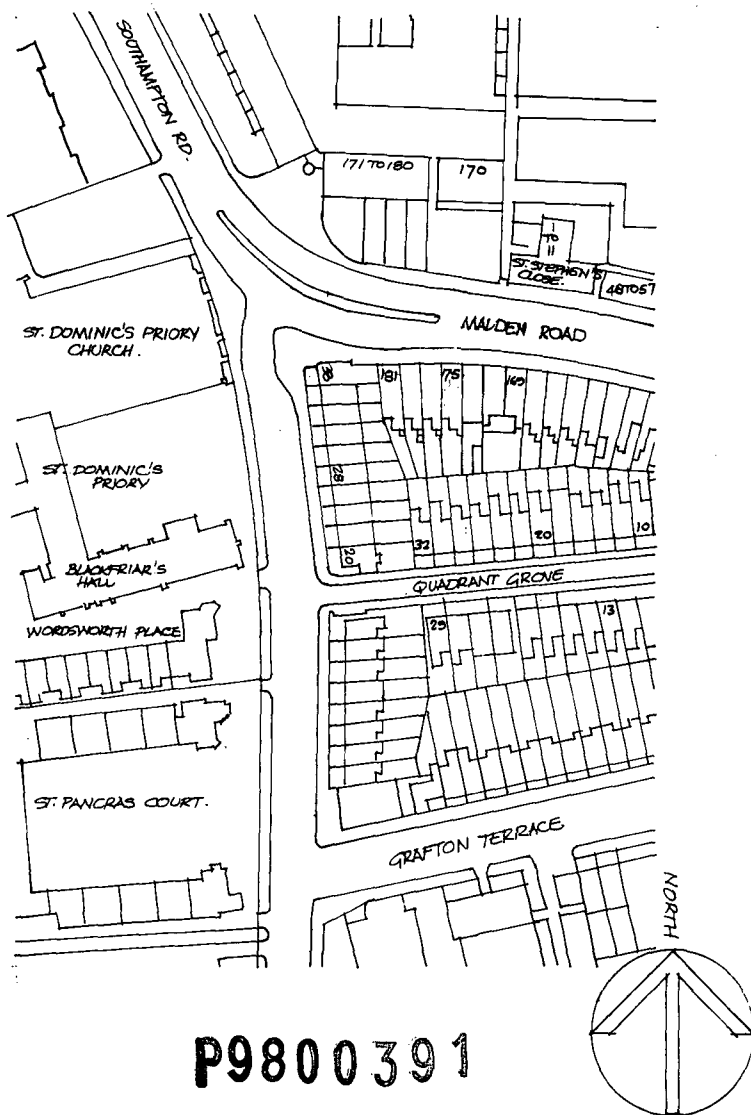 SOUTHAMPTON RD.
171 TO 180
170
1 TO 11
ST. STEPHEN'S
CLOSE.
48 TO 57
MALDEN ROAD
ST. DOMINIC'S PRIORY
CHURCH.
38
181
175
169
ST. DOMINIC'S
PRIORY
28
20
32
20
10
BLACKFRIAR'S
HALL
QUADRANT GROVE
WORDSWORTH PLACE
29
13
ST. PANCRAS COURT.
GRAFTON TERRACE
NORTH
P9800391